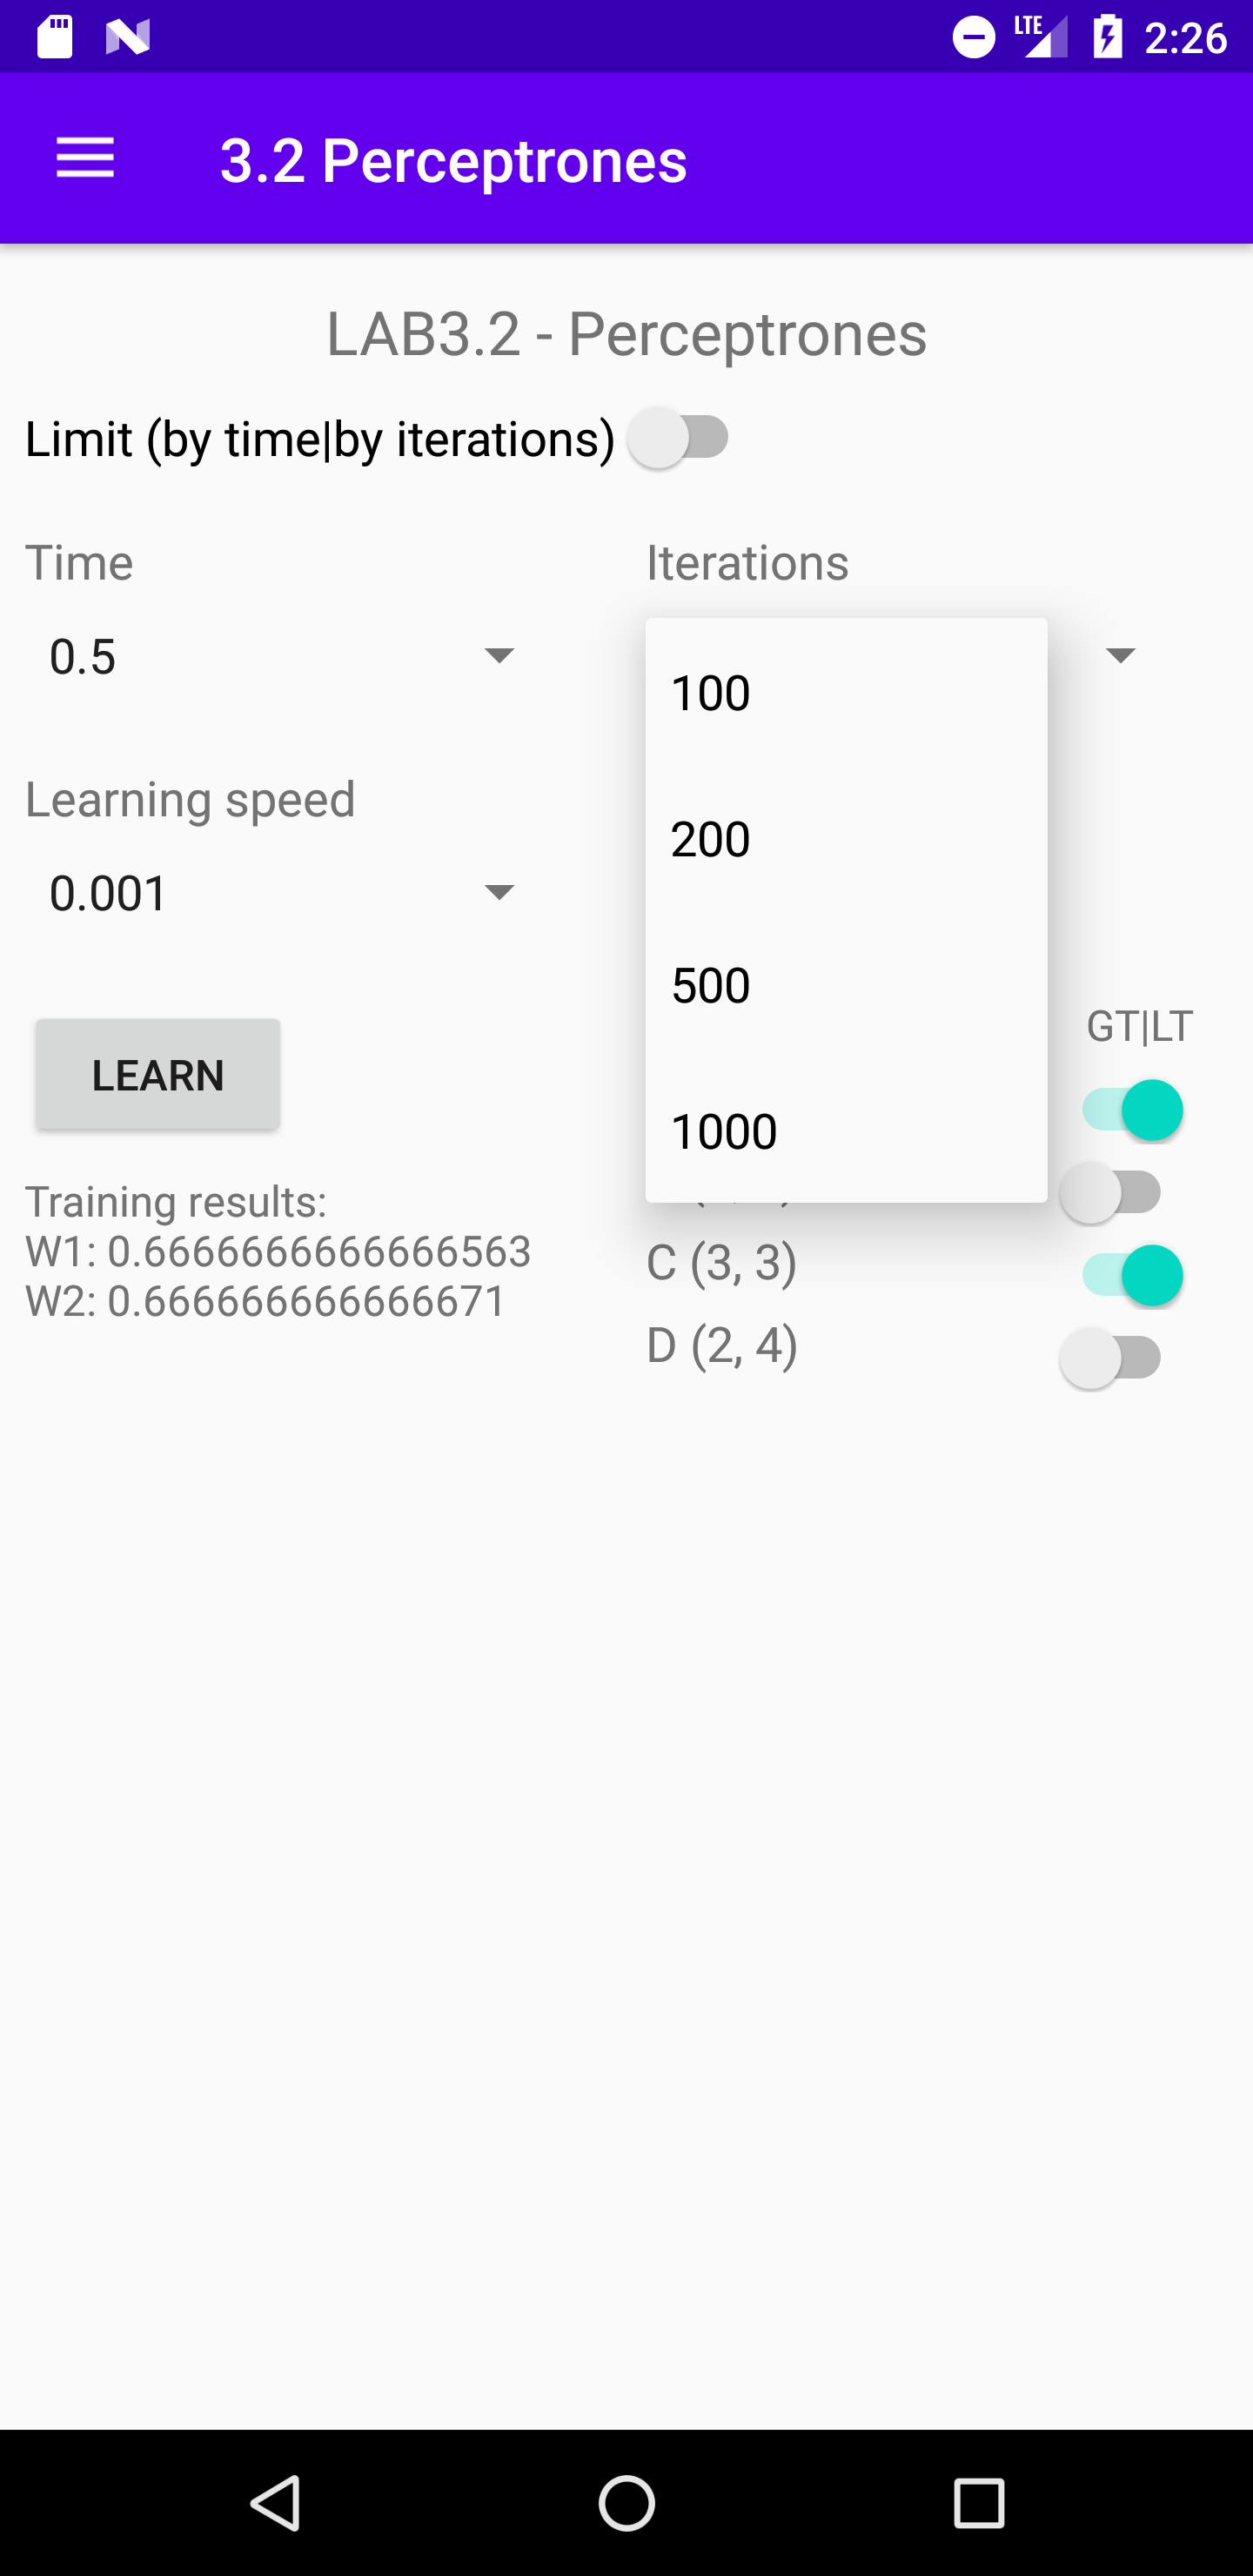 LTE 2:26
3.2 Perceptrones
LAB3.2 - Perceptrones
Limit (by time|by iterations)
Time
Iterations
0.5
100
200
500
1000
Learning speed
0.001
GT|LT
LEARN
Training results:
W1: 0.6666666666666563
W2: 0.666666666666671
C (3, 3)
D (2, 4)